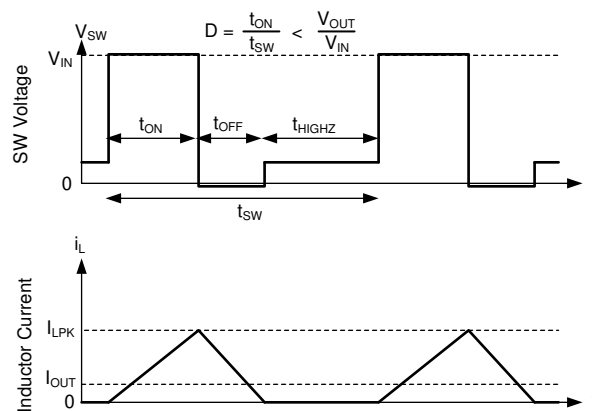 V_SW
D = t_ON / t_SW < V_OUT / V_IN
V_IN
SW Voltage
t_ON
t_OFF
t_HIGHZ
0
t_SW
i_L
Inductor Current
I_LPK
I_OUT
0